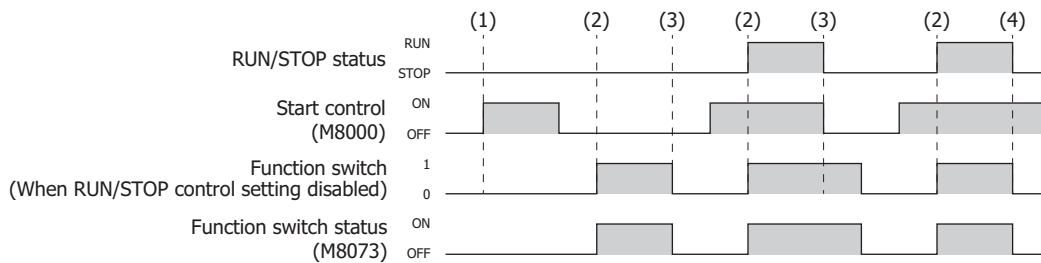 (1) (2) (3) (2) (3) (2) (4)
RUN/STOP status RUN
STOP
Start control ON
(M8000) OFF
Function switch 1
(When RUN/STOP control setting disabled) 0
Function switch status ON
(M8073) OFF